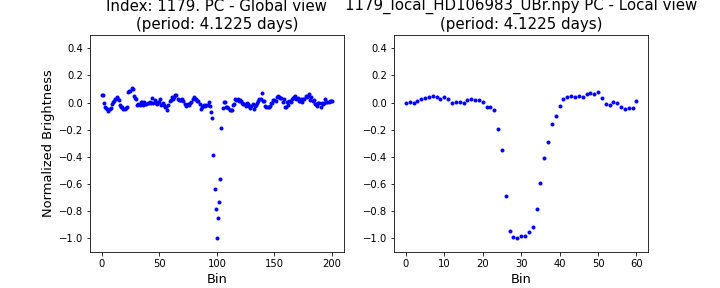 Index: 1179. PC - Global view
(period: 4.1225 days)
1179_local_HD106983_UBr.npy PC - Local view
(period: 4.1225 days)
Normalized Brightness
0.4
0.2
0.0
−0.2
−0.4
−0.6
−0.8
−1.0
0 50 100 150 200
Bin
0.4
0.2
0.0
−0.2
−0.4
−0.6
−0.8
−1.0
0 10 20 30 40 50 60
Bin